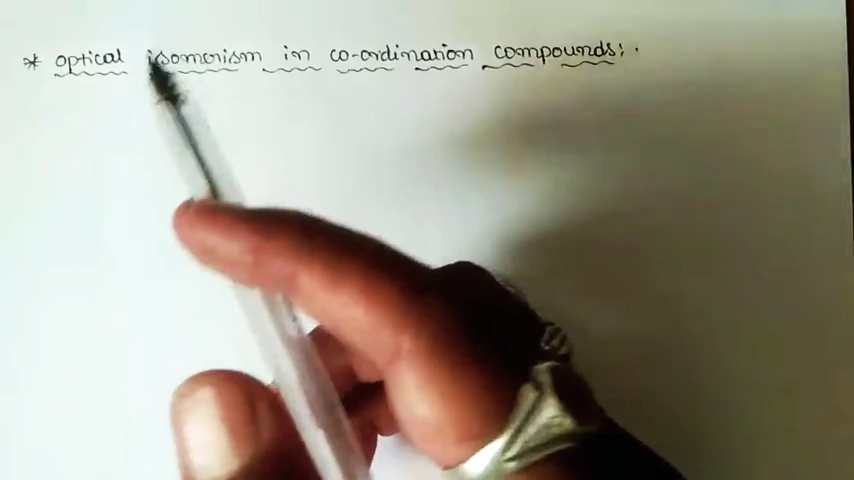 * optical isomerism in co-ordination compounds: .